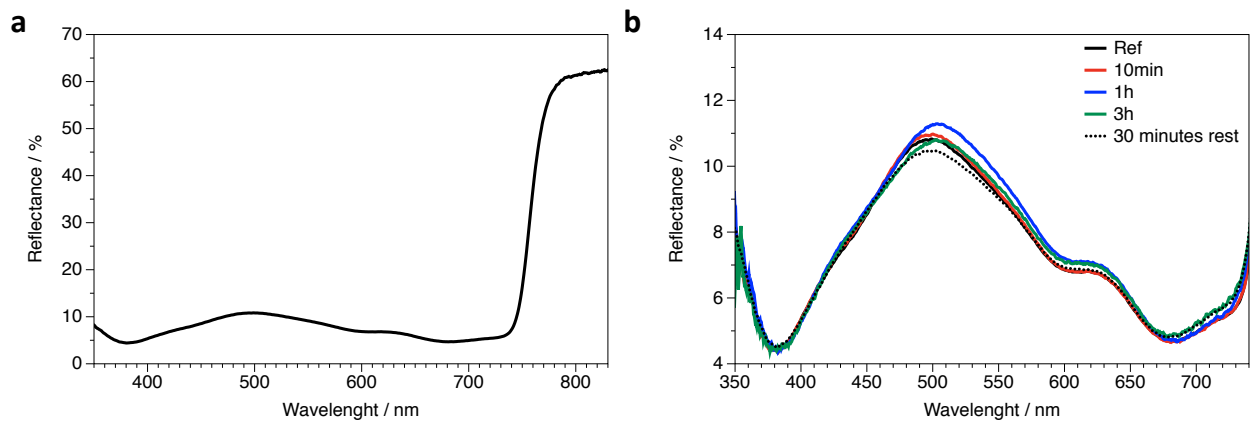 a
70
60
50
40
30
20
10
0
Reflectance / %
400
500
600
700
800
Wavelenght / nm
b
14
12
10
8
6
4
Reflectance / %
350
400
450
500
550
600
650
700
Wavelenght / nm
Ref
10min
1h
3h
30 minutes rest